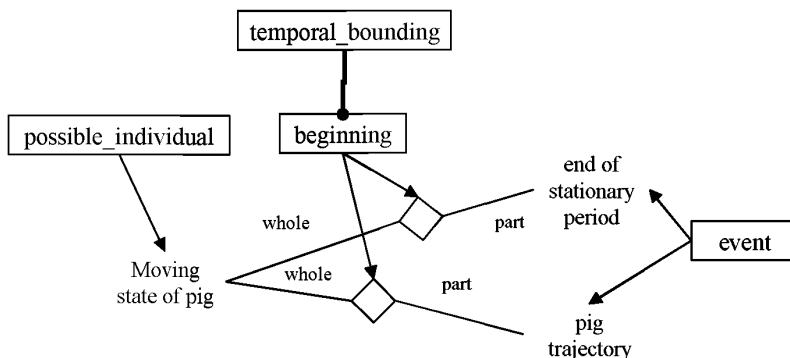 temporal_bounding
possible_individual
beginning
end of
stationary
period
whole
part
event
Moving
state of pig
whole
part
pig
trajectory